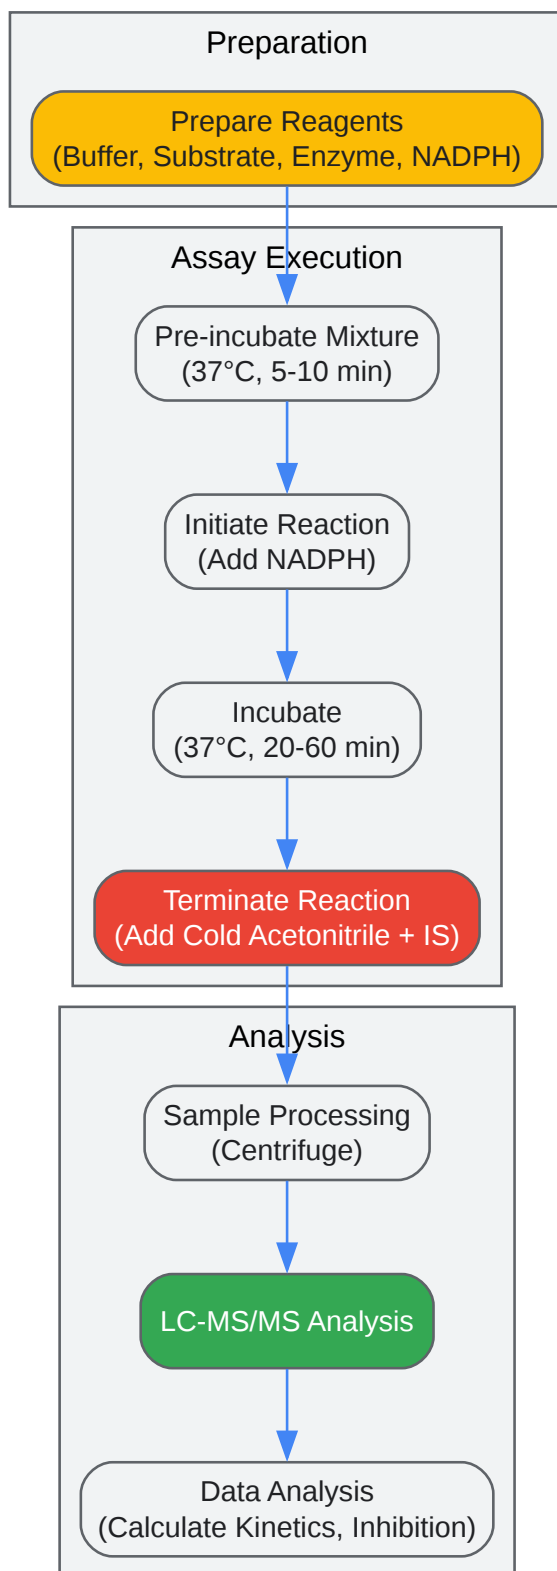 Preparation
Prepare Reagents
(Buffer, Substrate, Enzyme, NADPH)
Assay Execution
Pre-incubate Mixture
(37°C, 5-10 min)
Initiate Reaction
(Add NADPH)
Incubate
(37°C, 20-60 min)
Terminate Reaction
(Add Cold Acetonitrile + IS)
Analysis
Sample Processing
(Centrifuge)
LC-MS/MS Analysis
Data Analysis
(Calculate Kinetics, Inhibition)